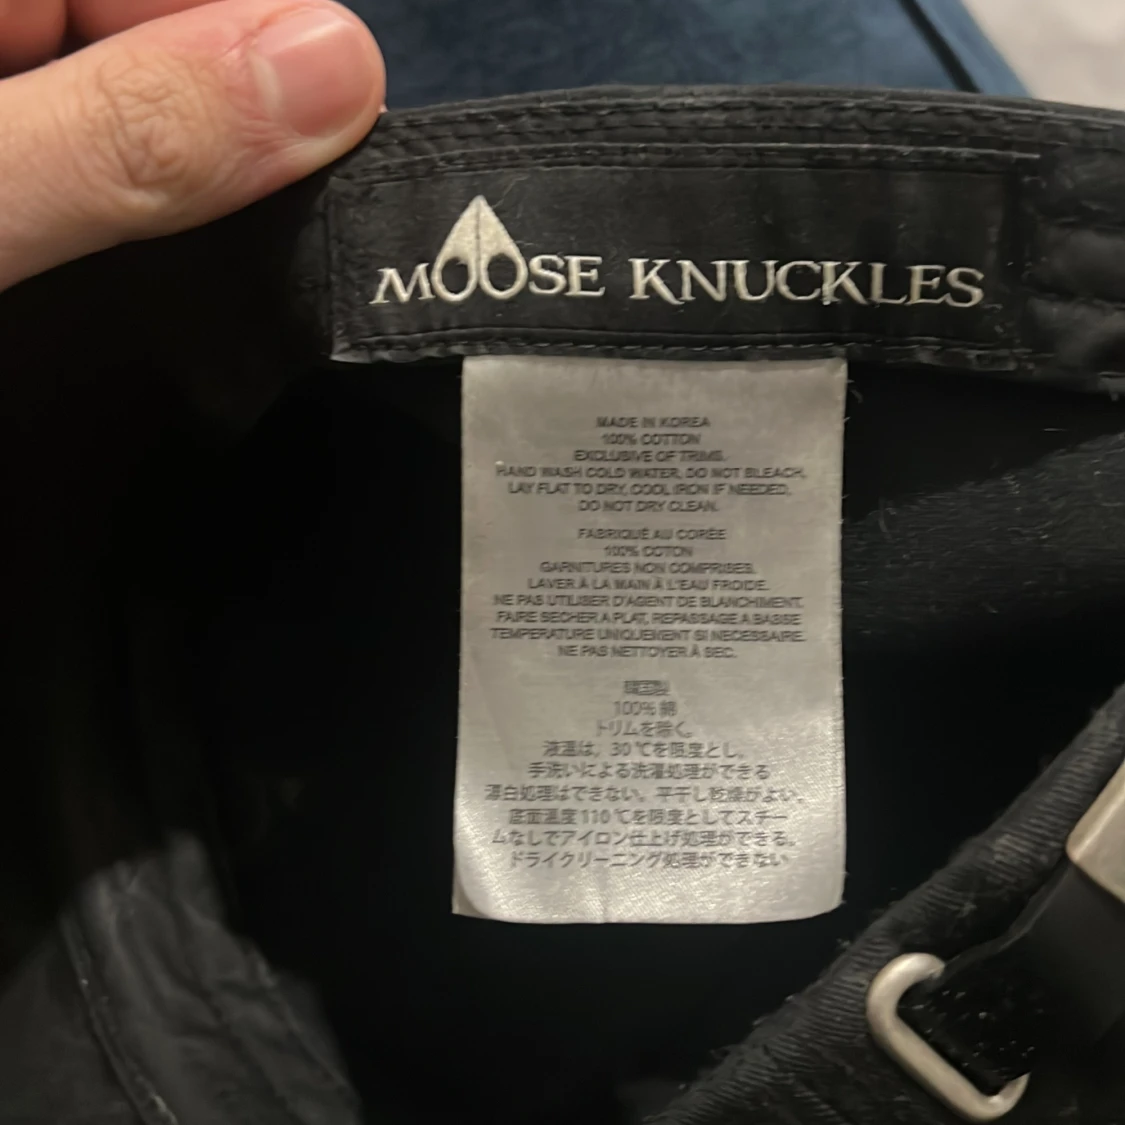 MOOSE KNUCKLES
MADE IN KOREA
100% COTTON
EXCLUSIVE OF TRIMS.
HAND WASH COLD WATER, DO NOT BLEACH,
LAY FLAT TO DRY, COOL IRON IF NEEDED,
DO NOT DRY CLEAN.
FABRIQUÉ AU CORÉE
100% COTON
GARNITURES NON COMPRISES.
LAVER À LA MAIN À L'EAU FROIDE.
NE PAS UTILISER D'AGENT DE BLANCHIMENT.
FAIRE SECHER A PLAT, REPASSAGE A BASSE
TEMPERATURE UNIQUEMENT SI NECESSAIRE.
NE PAS NETTOYER À SEC.
韓国製
100% 綿
トリムを除く。
液温は、30℃を限度とし、
手洗いによる洗濯処理ができる
漂白処理はできない。平干し乾燥がよい。
底面温度110℃を限度としてスチー
ムなしでアイロン仕上げ処理ができる。
ドライクリーニング処理ができない